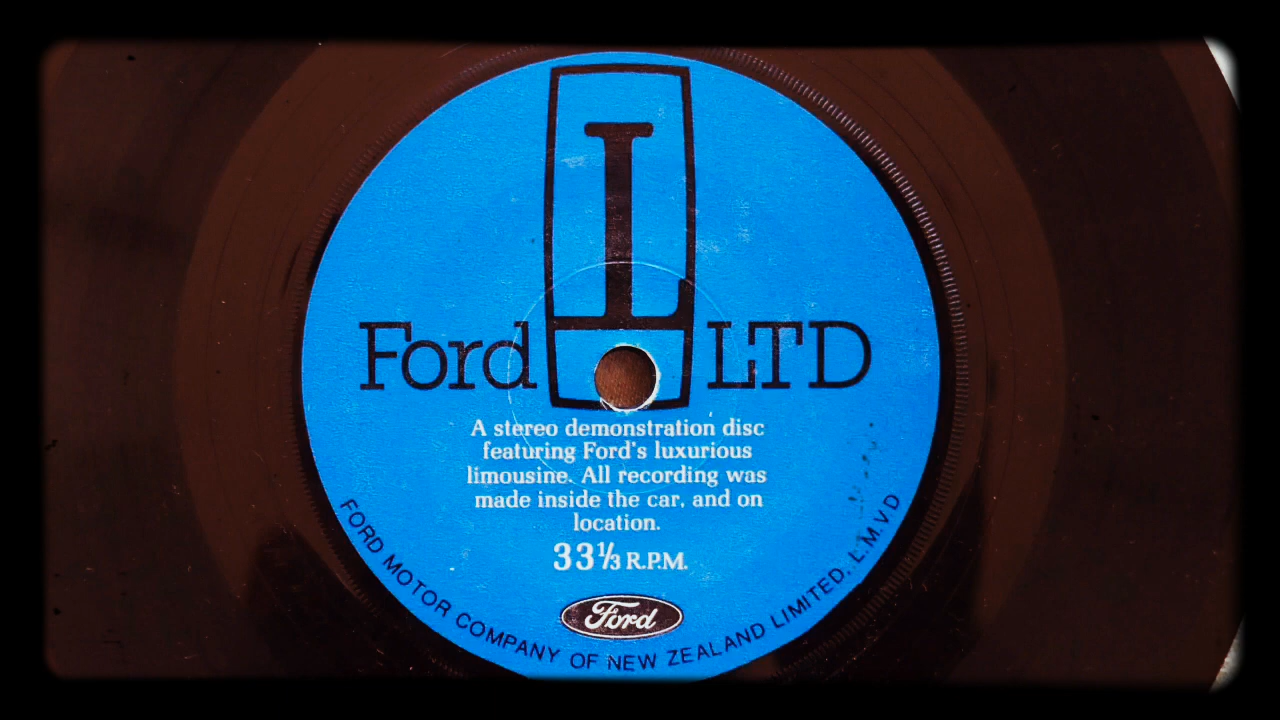 L
Ford LTD
A stereo demonstration disc
featuring Ford's luxurious
limousine. All recording was
made inside the car, and on
location.
33⅓ R.P.M.
Ford
FORD MOTOR COMPANY OF NEW ZEALAND LIMITED. L.M.V.D